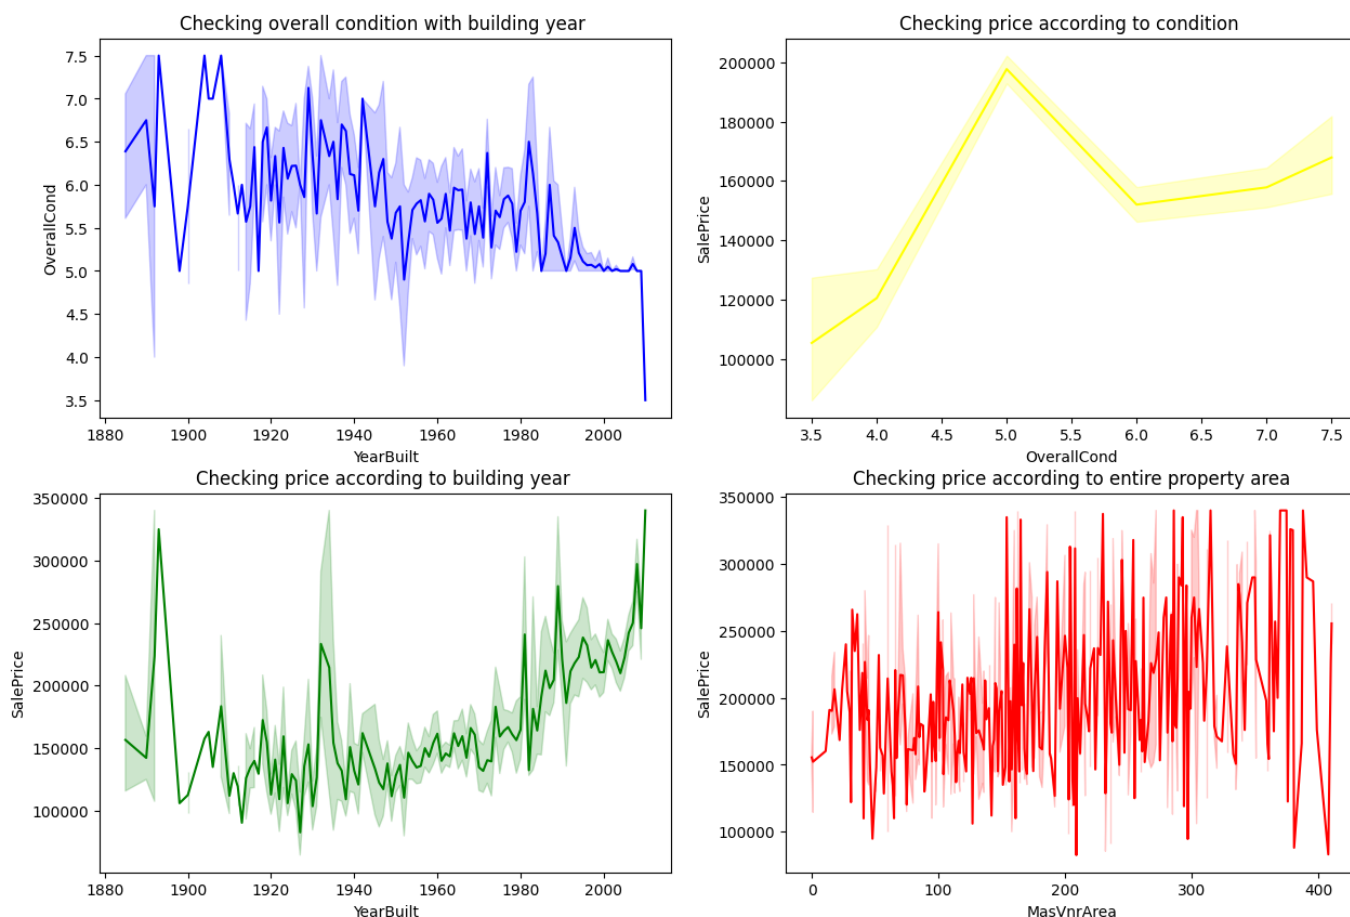 Checking overall condition with building year
7.5
7.0
6.5
6.0
5.5
5.0
4.5
4.0
3.5
OverallCond
1880 1900 1920 1940 1960 1980 2000
YearBuilt
Checking price according to condition
200000
180000
160000
140000
120000
100000
SalePrice
3.5 4.0 4.5 5.0 5.5 6.0 6.5 7.0 7.5
OverallCond
Checking price according to building year
350000
300000
250000
200000
150000
100000
SalePrice
1880 1900 1920 1940 1960 1980 2000
YearBuilt
Checking price according to entire property area
350000
300000
250000
200000
150000
100000
SalePrice
0 100 200 300 400
MasVnrArea